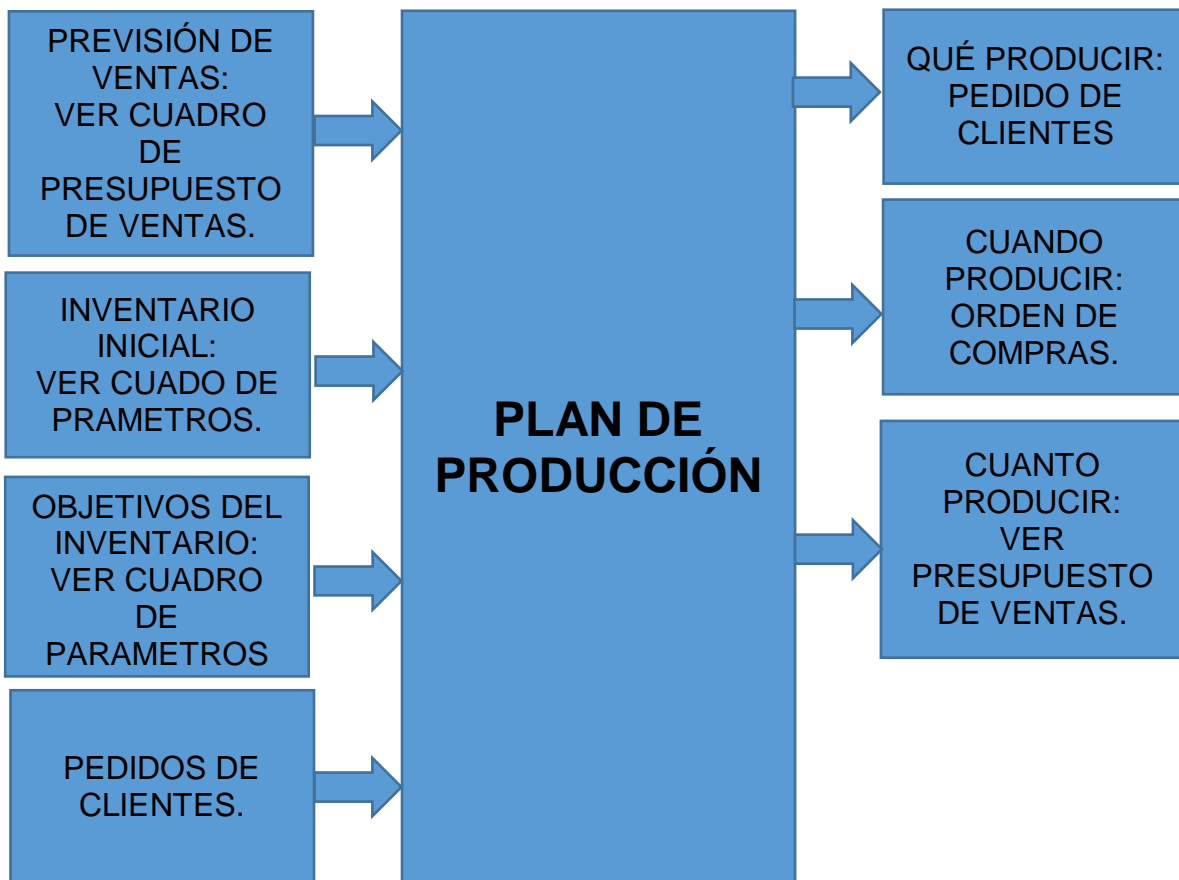 PREVISIÓN DE
VENTAS:
VER CUADRO
DE
PRESUPUESTO
DE VENTAS.
INVENTARIO
INICIAL:
VER CUADO DE
PRAMETROS.
OBJETIVOS DEL
INVENTARIO:
VER CUADRO
DE
PARAMETROS
PEDIDOS DE
CLIENTES.
PLAN DE
PRODUCCIÓN
QUÉ PRODUCIR:
PEDIDO DE
CLIENTES
CUANDO
PRODUCIR:
ORDEN DE
COMPRAS.
CUANTO
PRODUCIR:
VER
PRESUPUESTO
DE VENTAS.